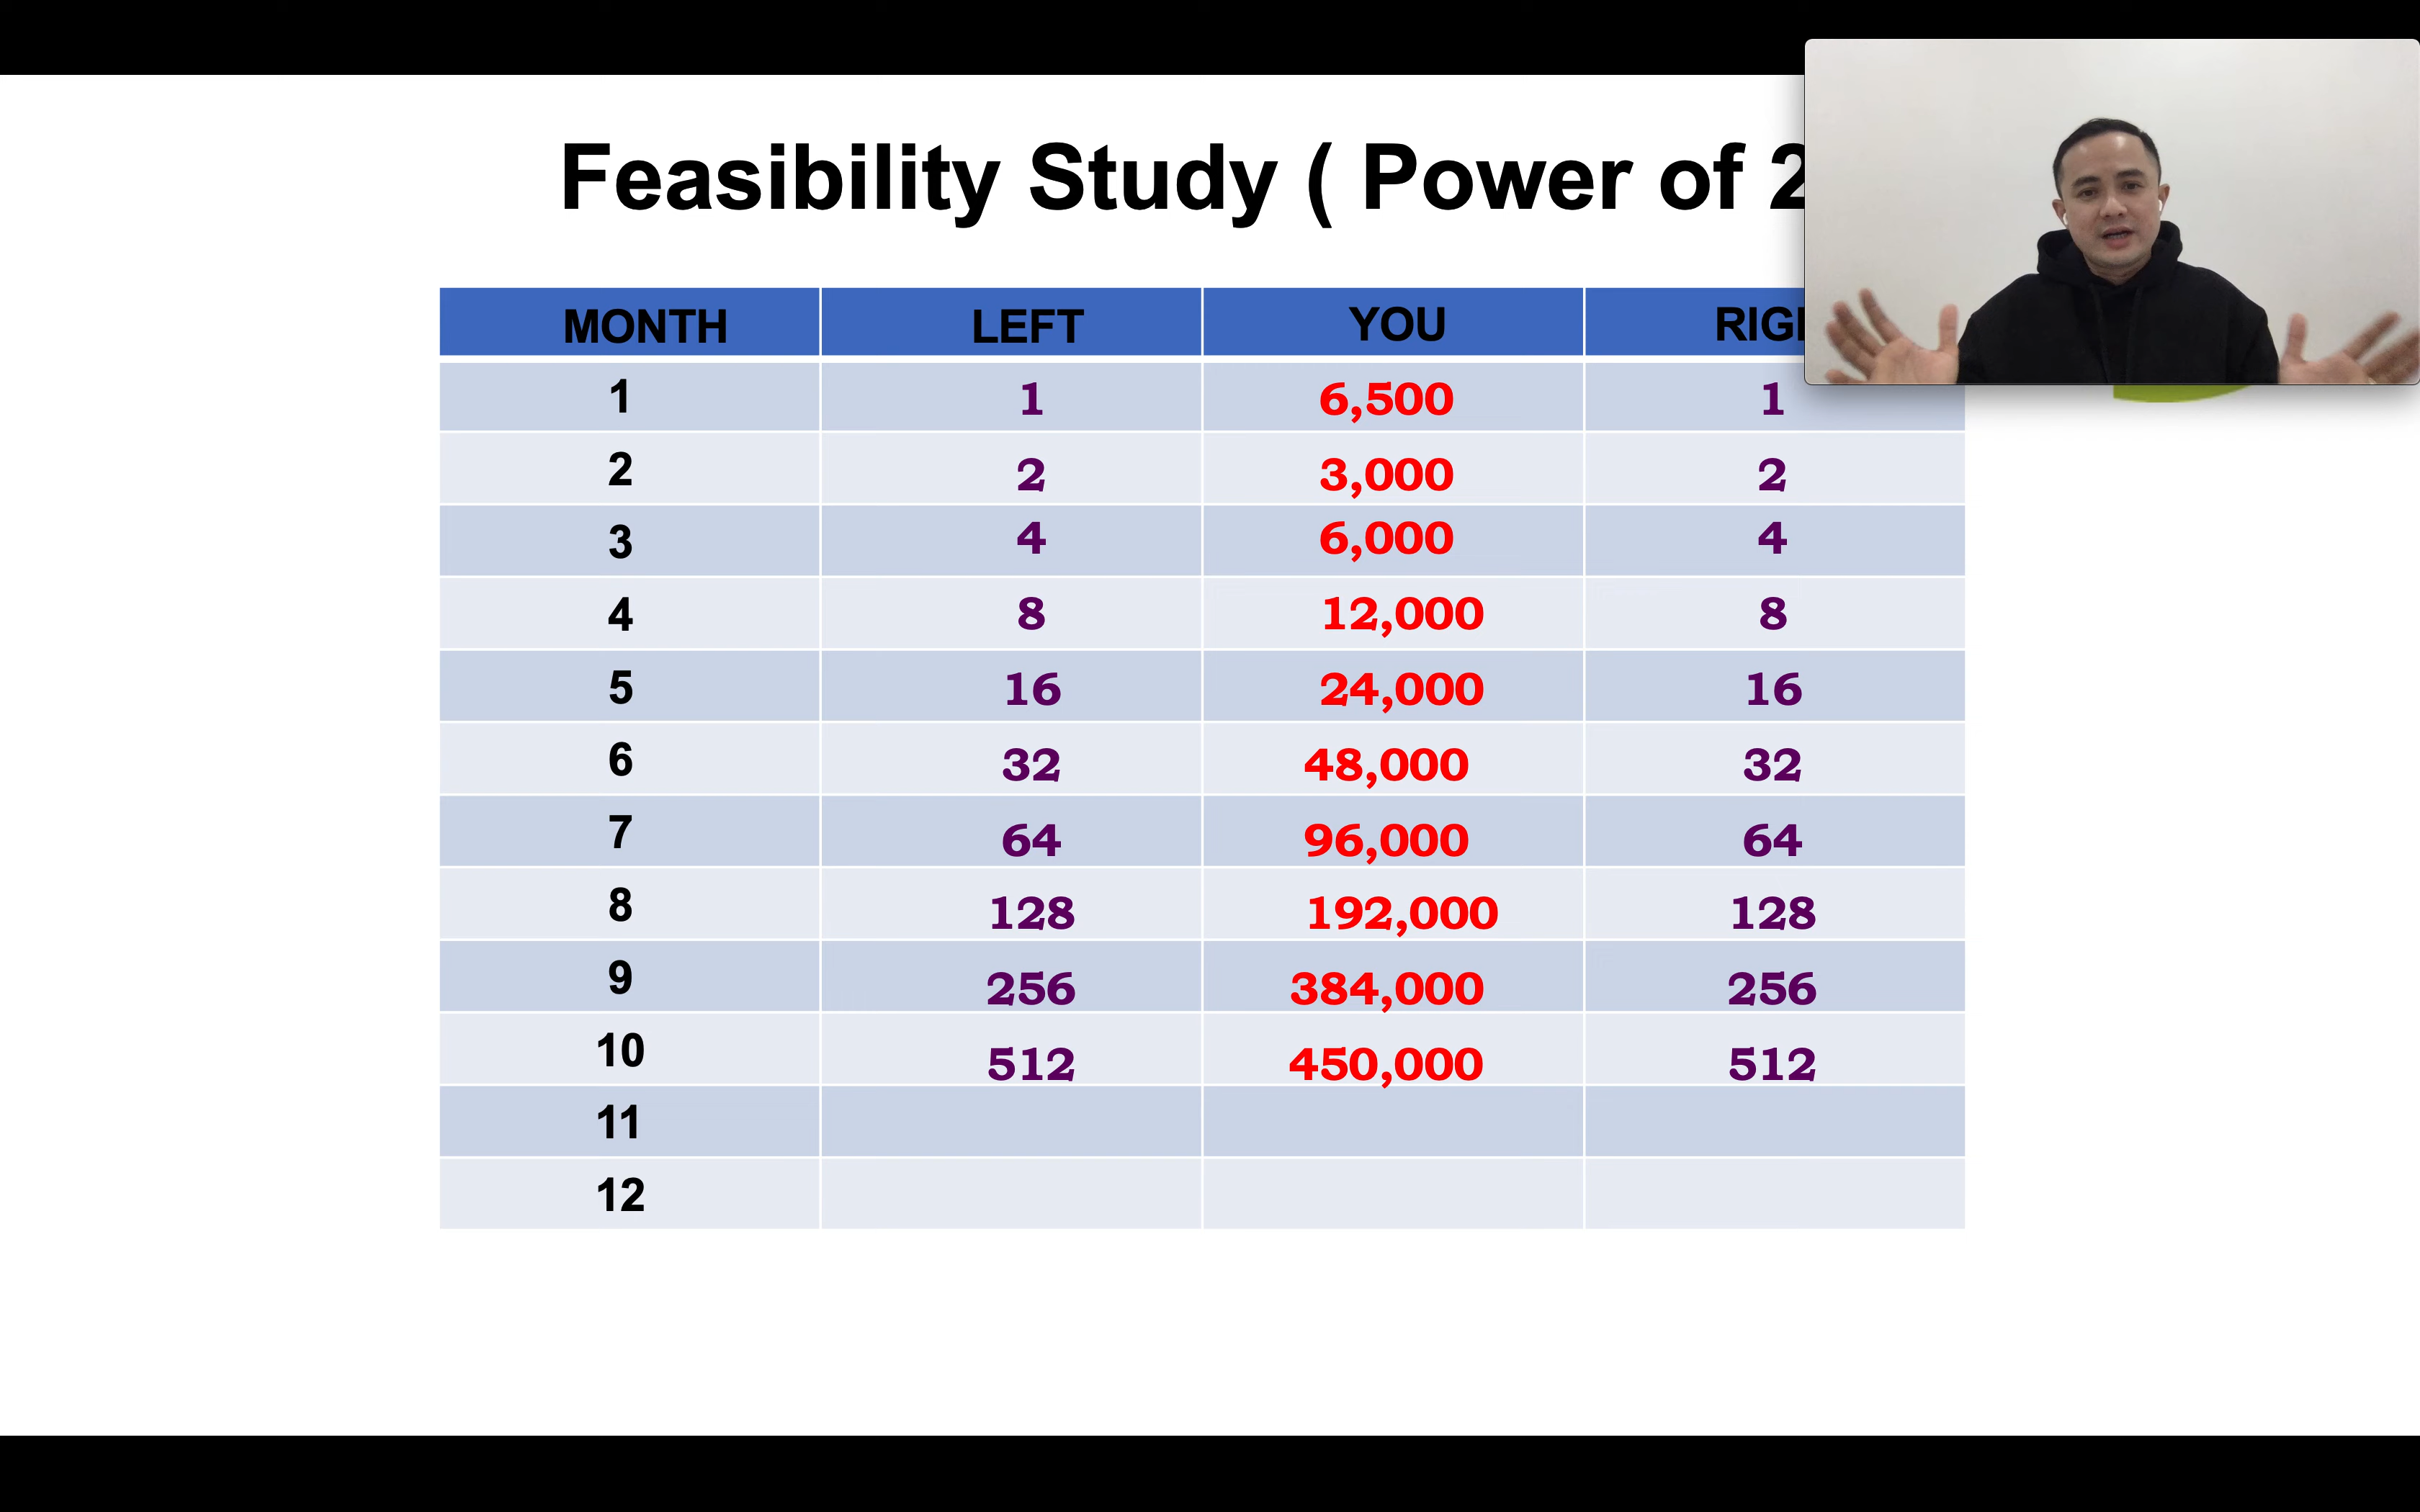 Feasibility Study ( Power of 2
MONTH LEFT YOU
1 1 6,500 1
2 2 3,000 2
3 4 6,000 4
4 8 12,000 8
5 16 24,000 16
6 32 48,000 32
7 64 96,000 64
8 128 192,000 128
9 256 384,000 256
10 512 450,000 512
11
12